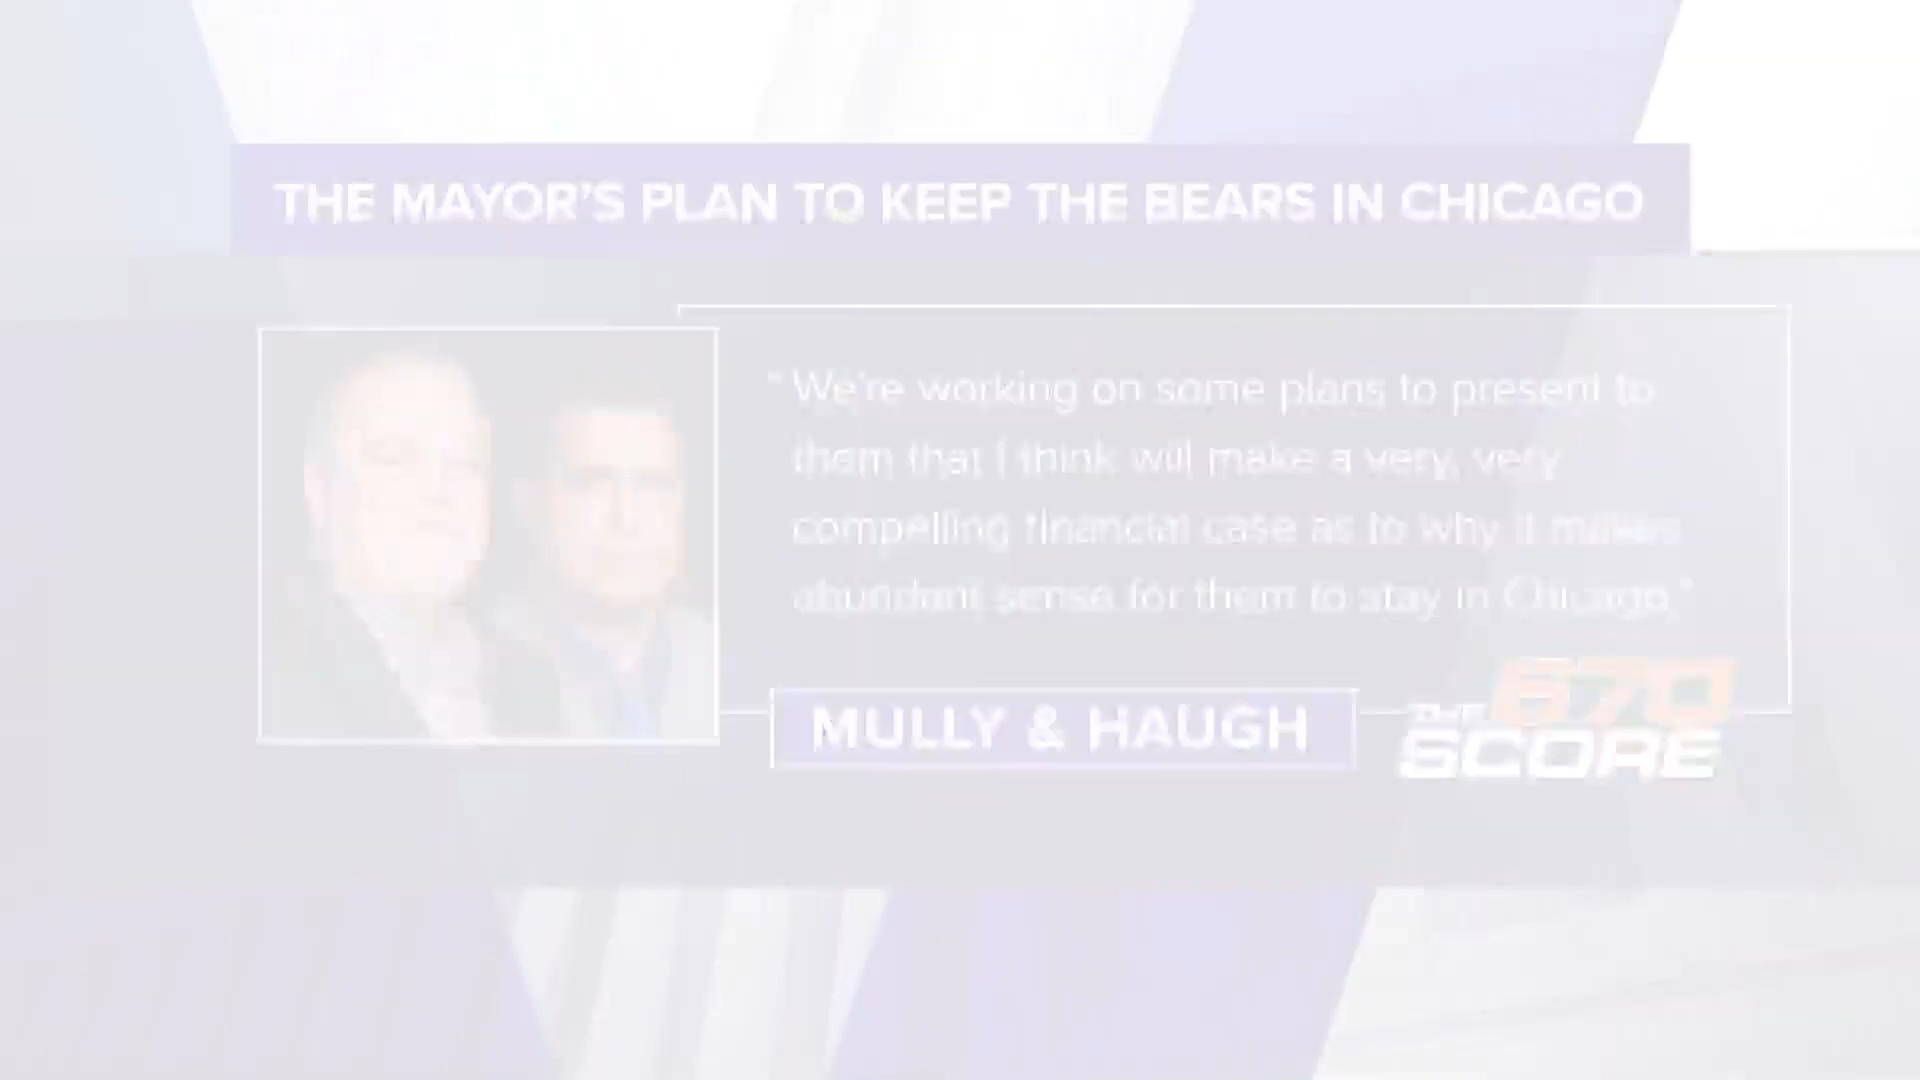 THE MAYOR'S PLAN TO KEEP THE BEARS IN CHICAGO
"We're working on some plans to present to
them that I think will make a very, very
compelling financial case as to why it makes
abundant sense for them to stay in Chicago."
MULLY & HAUGH
670
THE
SCORE